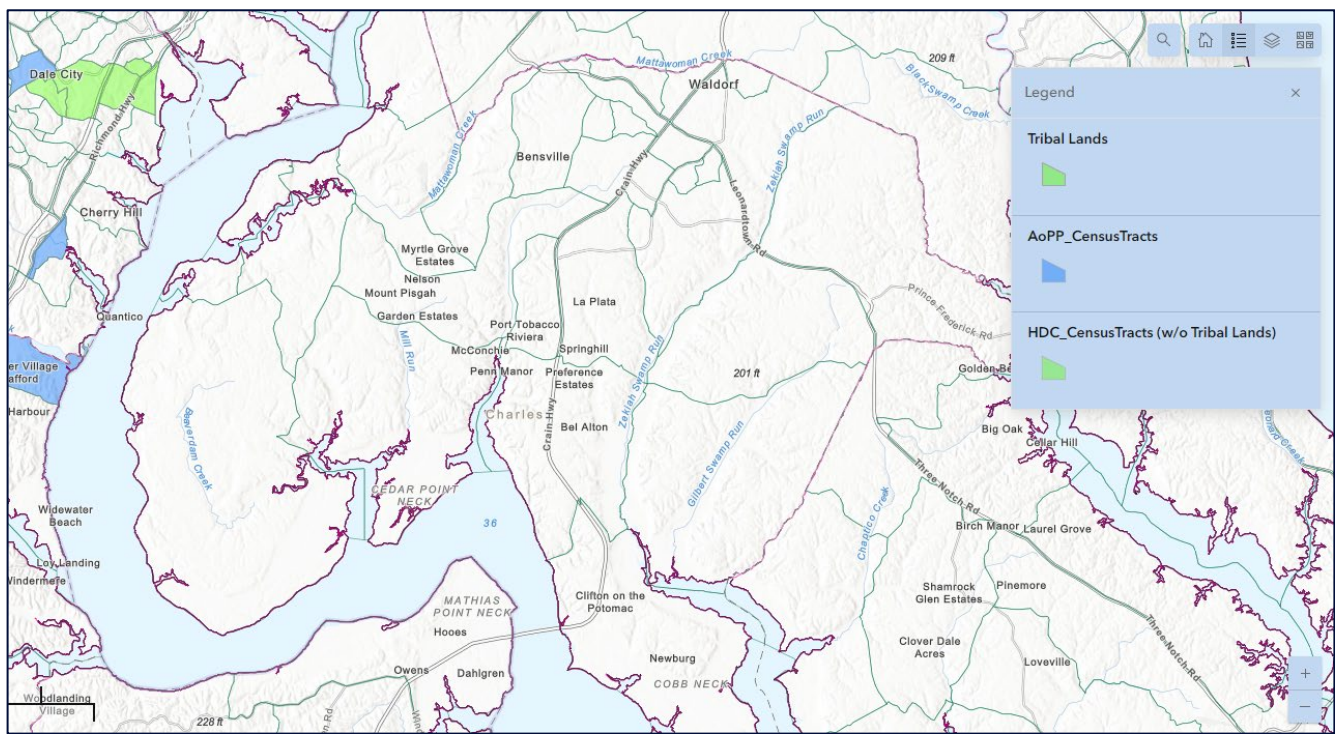 Legend
Tribal Lands
AoPP_CensusTracts
HDC_CensusTracts (w/o Tribal Lands)
Dale City
Richmond Hwy
Cherry Hill
Quantico
er Village
afford
Harbour
Widewater
Beach
Loy Landing
Windermere
Woodlanding
Village
228 ft
Mattawoman Creek
209 ft
Waldorf
Black Swamp Creek
Bensville
Mattawoman Creek
Crain Hwy
Zekiah Swamp Run
Leonardtown Rd
Myrtle Grove
Estates
Nelson
Mount Pisgah
Garden Estates
Mill Run
La Plata
Port Tobacco
Riviera
McConchie
Springhill
Penn Manor
Preference
Estates
Charles
Crain Hwy
Bel Alton
Zekiah Swamp Run
201 ft
Prince Frederick Rd
Golden Be
Big Oak
Cellar Hill
Beaverdam Creek
CEDAR POINT
NECK
36
Gilbert Swamp Run
Chaptico Creek
Three Notch Rd
Birch Manor
Laurel Grove
Shamrock
Glen Estates
Pinemore
Clover Dale
Acres
Loveville
Three Notch Rd
MATHIAS
POINT NECK
Hooes
Owens
Dahlgren
Clifton on the
Potomac
Newburg
COBB NECK